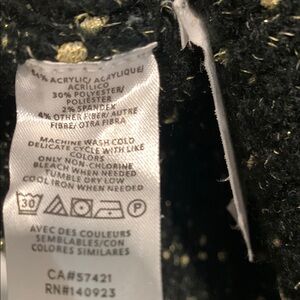 64% ACRYLIC/ ACRYLIQUE/
ACRÍLICO
30% POLYESTER/
POLIÉSTER
2% SPANDEX
4% OTHER FIBER/ AUTRE
FIBRE/ OTRA FIBRA
MACHINE WASH COLD
DELICATE CYCLE WITH LIKE
COLORS
ONLY NON-CHLORINE
BLEACH WHEN NEEDED
TUMBLE DRY LOW
COOL IRON WHEN NEEDED
30
P
AVEC DES COULEURS
SEMBLABLES/CON
COLORES SIMILARES
CA#57421
RN#140923